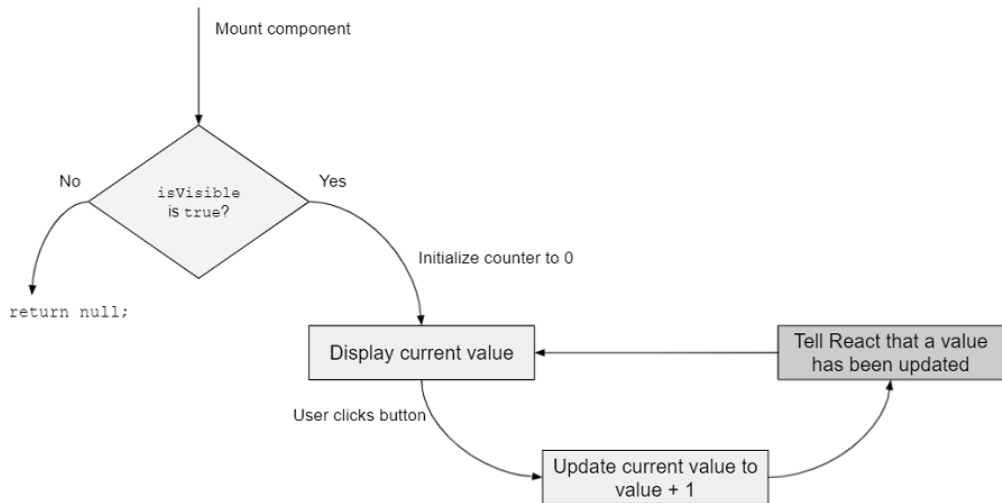 Mount component
No
Yes
isVisible
is true?
Initialize counter to 0
return null;
Display current value
Tell React that a value
has been updated
User clicks button
Update current value to
value + 1